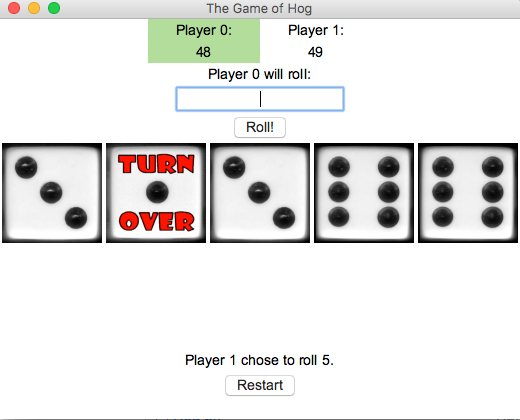 The Game of Hog
Player 0: Player 1:
48 49
Player 0 will roll:
Roll!
TURN
OVER
Player 1 chose to roll 5.
Restart